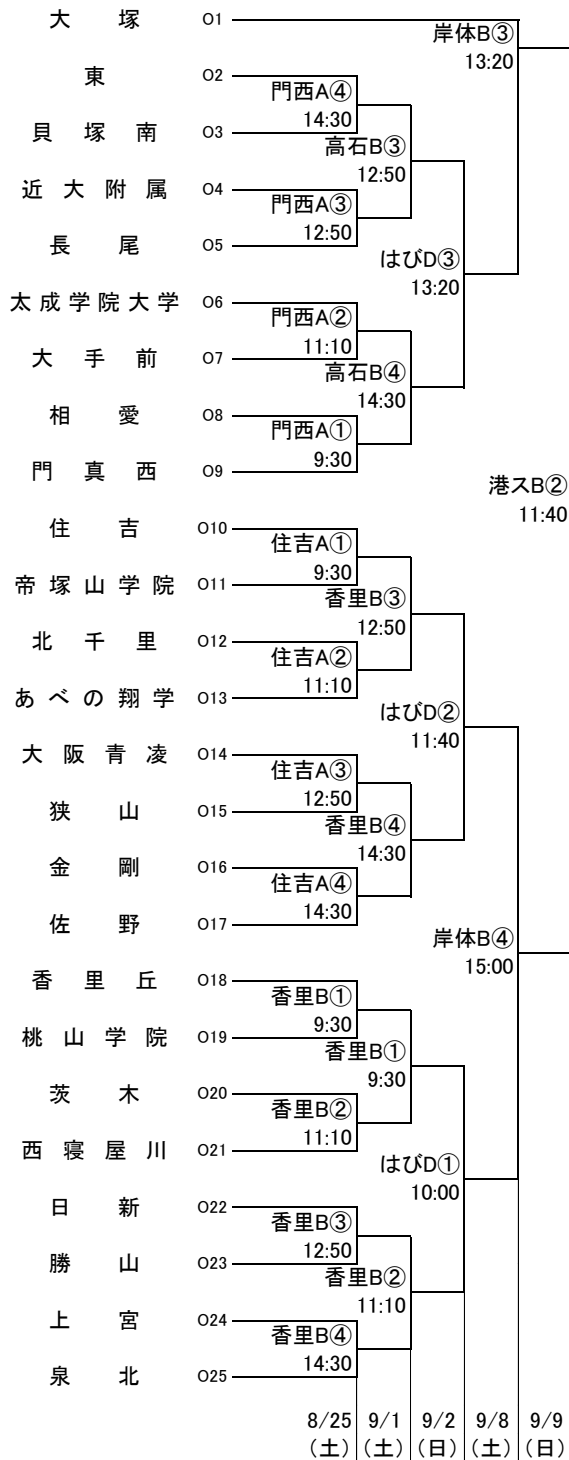 大塚 O1
岸体B③
13:20
東 O2
門西A④
14:30
貝塚南 O3
高石B③
12:50
近大附属 O4
門西A③
12:50
長尾 O5
はびD③
13:20
太成学院大学 O6
門西A②
11:10
大手前 O7
高石B④
14:30
相愛 O8
門西A①
9:30
門真西 O9
港スB②
11:40
住吉 O10
住吉A①
9:30
帝塚山学院 O11
香里B③
12:50
北千里 O12
住吉A②
11:10
あべの翔学 O13
はびD②
11:40
大阪青凌 O14
住吉A③
12:50
狭山 O15
香里B④
14:30
金剛 O16
住吉A④
14:30
佐野 O17
岸体B④
15:00
香里丘 O18
香里B①
9:30
桃山学院 O19
香里B①
9:30
茨木 O20
香里B②
11:10
西寝屋川 O21
はびD①
10:00
日新 O22
香里B③
12:50
勝山 O23
香里B②
11:10
上宮 O24
香里B④
14:30
泉北 O25
8/25 9/1 9/2 9/8 9/9
（土） （土） （日） （土） （日）